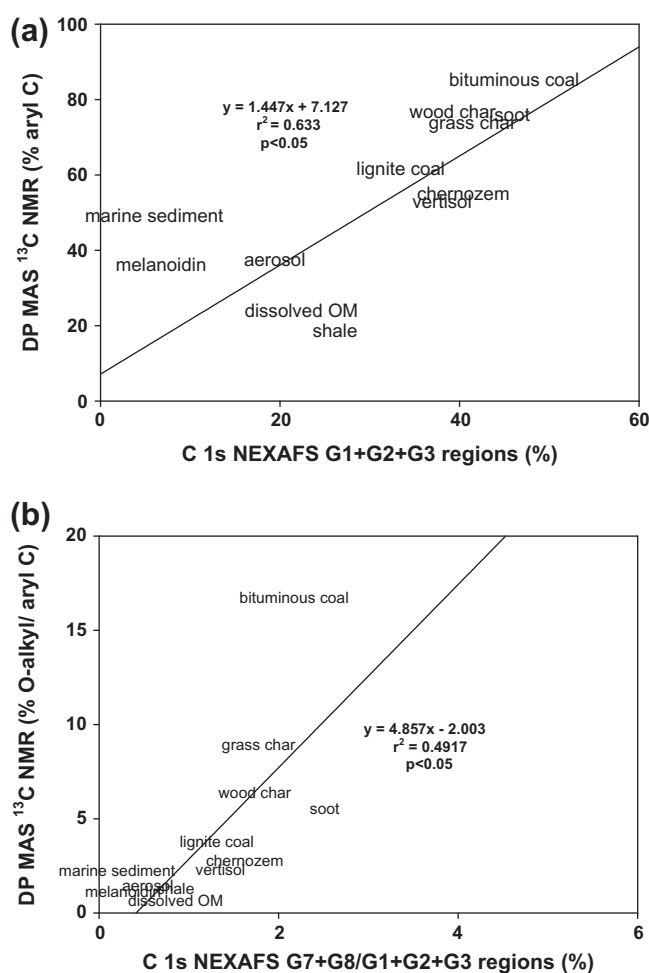 (a)
100
80
60
40
20
0
DP MAS ¹³C NMR (% aryl C)
y = 1.447x + 7.127
r² = 0.633
p<0.05
bituminous coal
wood char
soot
grass char
lignite coal
chernozem
vertisol
marine sediment
melanoidin
aerosol
dissolved OM
shale
0 20 40 60
C 1s NEXAFS G1+G2+G3 regions (%)
(b)
20
15
10
5
0
DP MAS ¹³C NMR (% O-alkyl/ aryl C)
bituminous coal
y = 4.857x - 2.003
r² = 0.4917
p<0.05
grass char
wood char
soot
lignite coal
chernozem
vertisol
marine sediment
aerosol
melanoidin
shale
dissolved OM
0 2 4 6
C 1s NEXAFS G7+G8/G1+G2+G3 regions (%)